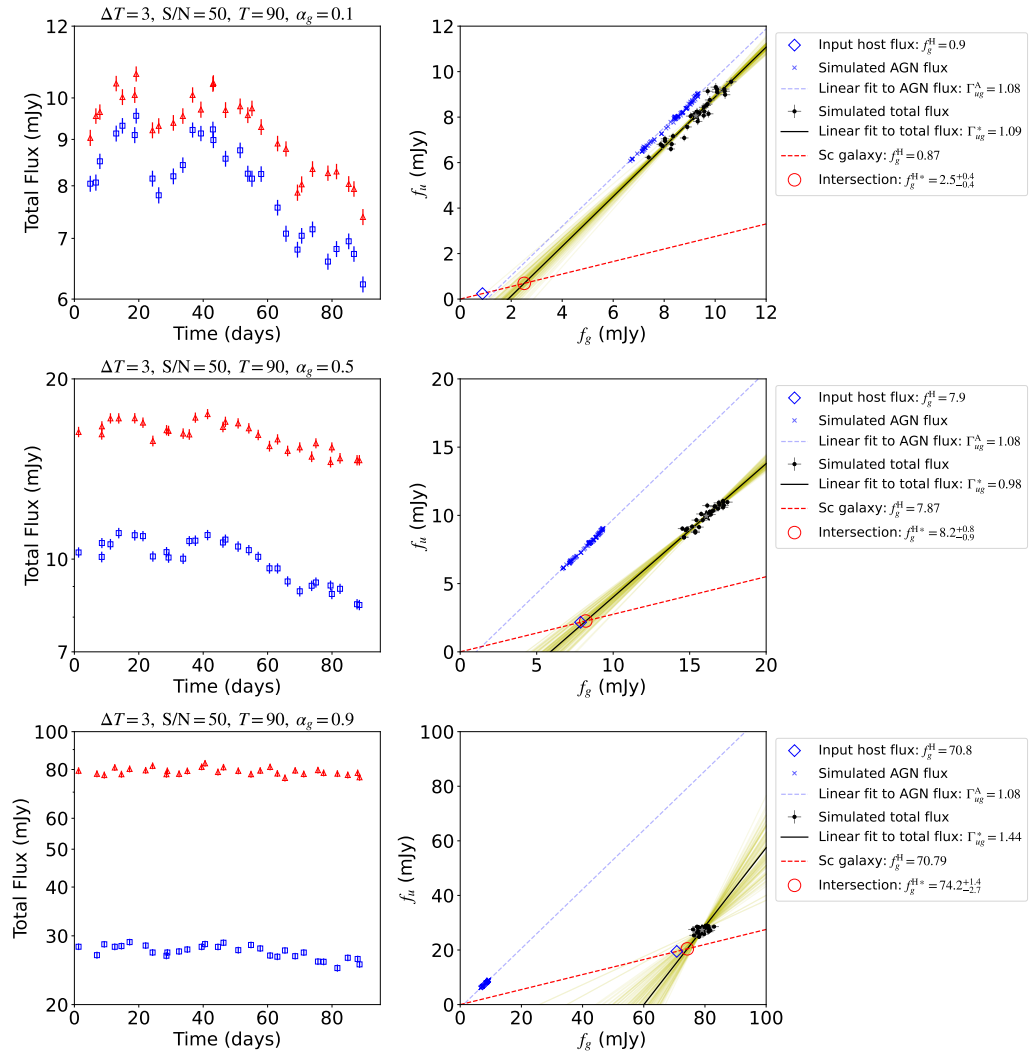 ΔT = 3, S/N = 50, T = 90, α_g = 0.1
12
10
9
8
7
6
Total Flux (mJy)
0 20 40 60 80
Time (days)
12
10
8
6
4
2
0
f_u (mJy)
0 2 4 6 8 10 12
f_g (mJy)
Input host flux: f_g^H = 0.9
Simulated AGN flux
Linear fit to AGN flux: Γ_ug^A = 1.08
Simulated total flux
Linear fit to total flux: Γ_ug^* = 1.09
Sc galaxy: f_g^H = 0.87
Intersection: f_g^H* = 2.5^{+0.4}_{−0.4}
ΔT = 3, S/N = 50, T = 90, α_g = 0.5
20
10
7
Total Flux (mJy)
0 20 40 60 80
Time (days)
20
15
10
5
0
f_u (mJy)
0 5 10 15 20
f_g (mJy)
Input host flux: f_g^H = 7.9
Simulated AGN flux
Linear fit to AGN flux: Γ_ug^A = 1.08
Simulated total flux
Linear fit to total flux: Γ_ug^* = 0.98
Sc galaxy: f_g^H = 7.87
Intersection: f_g^H* = 8.2^{+0.8}_{−0.9}
ΔT = 3, S/N = 50, T = 90, α_g = 0.9
100
80
60
50
40
30
20
Total Flux (mJy)
0 20 40 60 80
Time (days)
100
80
60
40
20
0
f_u (mJy)
0 20 40 60 80 100
f_g (mJy)
Input host flux: f_g^H = 70.8
Simulated AGN flux
Linear fit to AGN flux: Γ_ug^A = 1.08
Simulated total flux
Linear fit to total flux: Γ_ug^* = 1.44
Sc galaxy: f_g^H = 70.79
Intersection: f_g^H* = 74.2^{+1.4}_{−2.7}